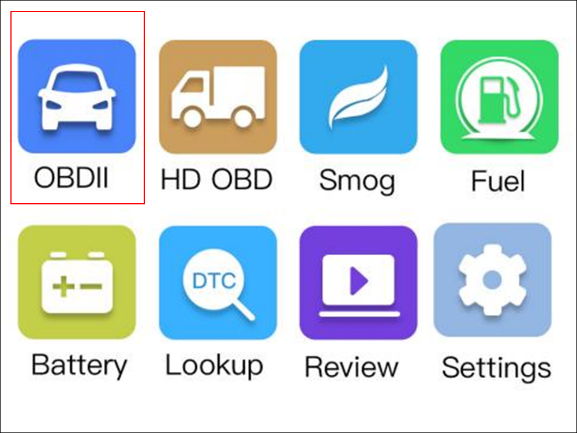 OBDII
HD OBD
Smog
Fuel
DTC
Battery
Lookup
Review
Settings